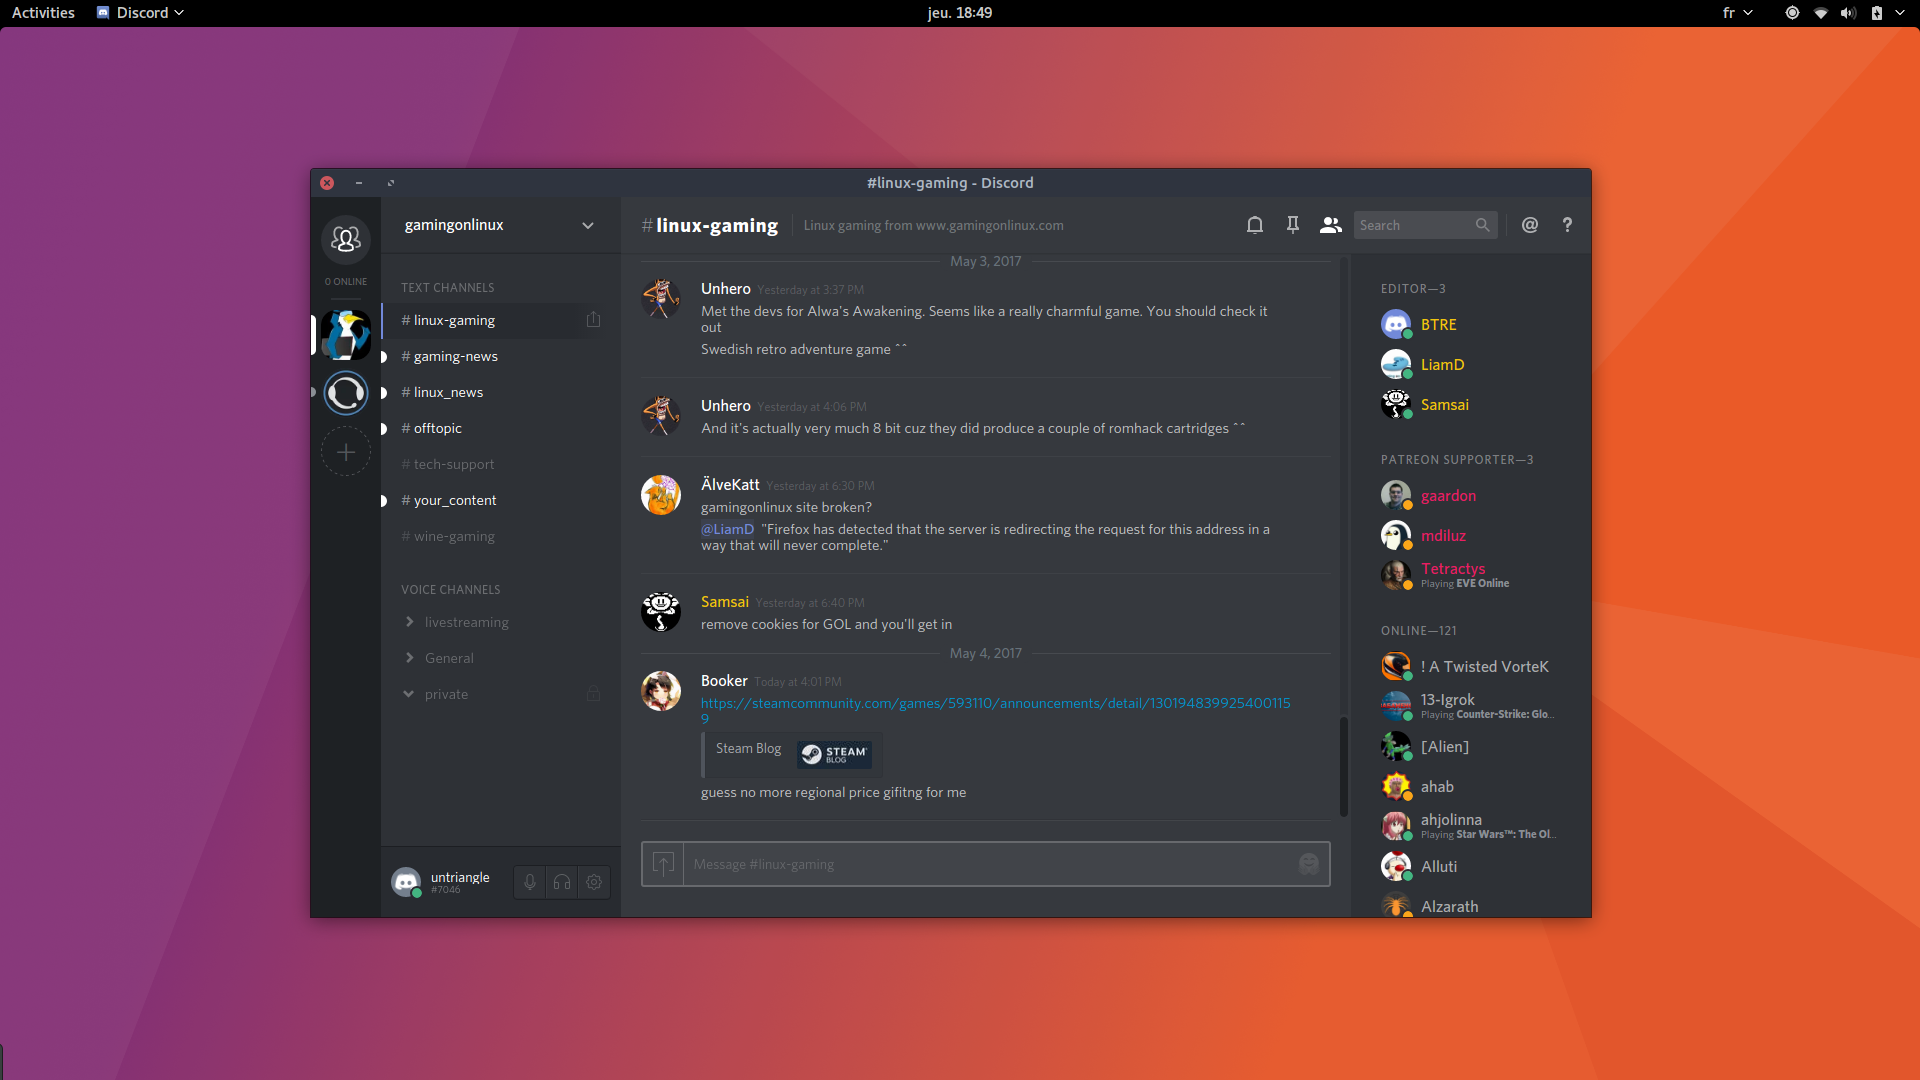 Activities Discord jeu. 18:49 fr
#linux-gaming - Discord
gamingonlinux
#linux-gaming Linux gaming from www.gamingonlinux.com Search @ ?
0 ONLINE
TEXT CHANNELS
# linux-gaming
# gaming-news
# linux_news
# offtopic
# tech-support
# your_content
# wine-gaming
VOICE CHANNELS
livestreaming
General
private
untriangle
#7046
May 3, 2017
Unhero Yesterday at 3:37 PM
Met the devs for Alwa's Awakening. Seems like a really charmful game. You should check it
out
Swedish retro adventure game ^^
Unhero Yesterday at 4:06 PM
And it's actually very much 8 bit cuz they did produce a couple of romhack cartridges ^^
ÄlveKatt Yesterday at 6:30 PM
gamingonlinux site broken?
@LiamD "Firefox has detected that the server is redirecting the request for this address in a
way that will never complete."
Samsai Yesterday at 6:40 PM
remove cookies for GOL and you'll get in
May 4, 2017
Booker Today at 4:01 PM
https://steamcommunity.com/games/593110/announcements/detail/130194839925400115
9
Steam Blog STEAM
BLOG
guess no more regional price gifitng for me
Message #linux-gaming
EDITOR—3
BTRE
LiamD
Samsai
PATREON SUPPORTER—3
gaardon
mdiluz
Tetractys
Playing EVE Online
ONLINE—121
! A Twisted VorteK
13-Igrok
Playing Counter-Strike: Glo...
[Alien]
ahab
ahjolinna
Playing Star Wars™: The Ol...
Alluti
Alzarath